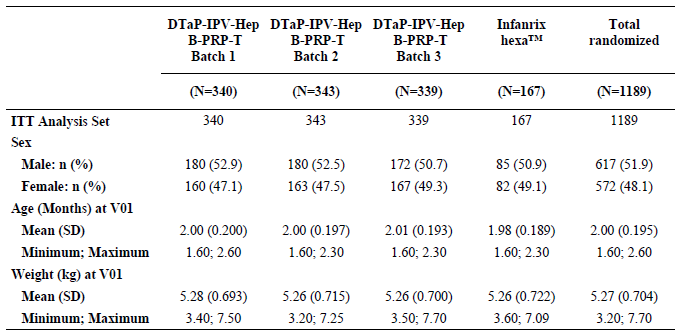 DTaP-IPV-Hep DTaP-IPV-Hep DTaP-IPV-Hep Infanrix Total
B-PRP-T B-PRP-T B-PRP-T hexa™ randomized
Batch 1 Batch 2 Batch 3
(N=340) (N=343) (N=339) (N=167) (N=1189)
ITT Analysis Set 340 343 339 167 1189
Sex
Male: n (%) 180 (52.9) 180 (52.5) 172 (50.7) 85 (50.9) 617 (51.9)
Female: n (%) 160 (47.1) 163 (47.5) 167 (49.3) 82 (49.1) 572 (48.1)
Age (Months) at V01
Mean (SD) 2.00 (0.200) 2.00 (0.197) 2.01 (0.193) 1.98 (0.189) 2.00 (0.195)
Minimum; Maximum 1.60; 2.60 1.60; 2.30 1.60; 2.30 1.60; 2.30 1.60; 2.60
Weight (kg) at V01
Mean (SD) 5.28 (0.693) 5.26 (0.715) 5.26 (0.700) 5.26 (0.722) 5.27 (0.704)
Minimum; Maximum 3.40; 7.50 3.20; 7.25 3.50; 7.70 3.60; 7.09 3.20; 7.70